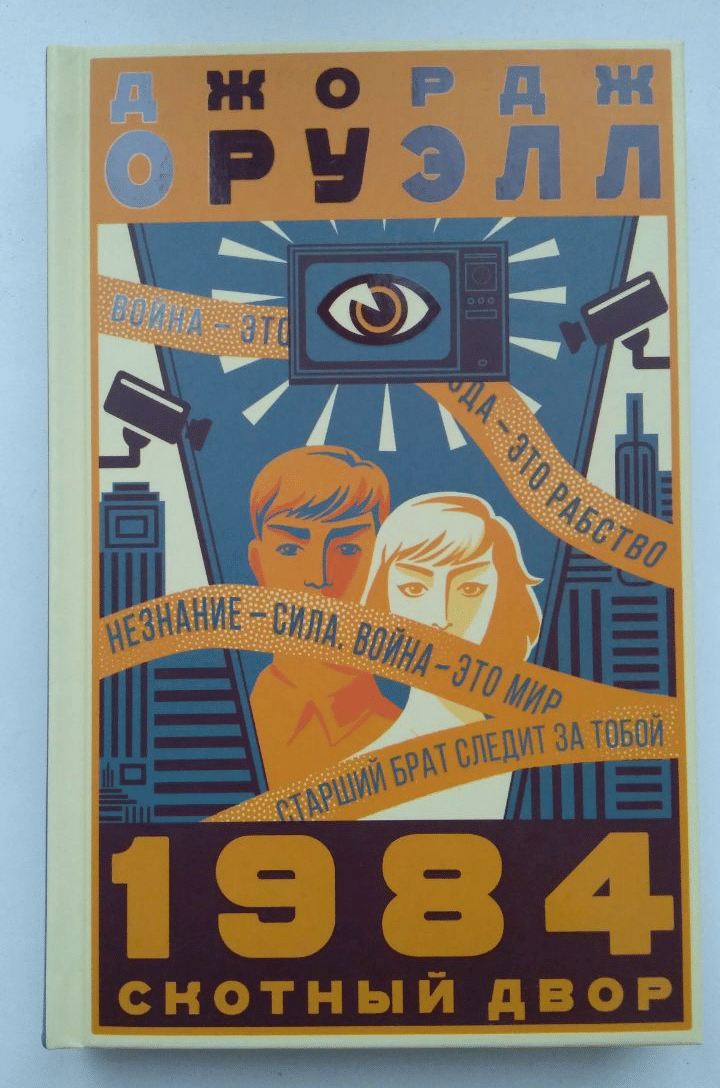 ДЖОРДЖ
ОРУЭЛЛ
ВОЙНА – ЭТО
– ЭТО РАБСТВО
НЕЗНАНИЕ – СИЛА. ВОЙНА – ЭТО МИР
СТАРШИЙ БРАТ СЛЕДИТ ЗА ТОБОЙ
1984
СКОТНЫЙ ДВОР